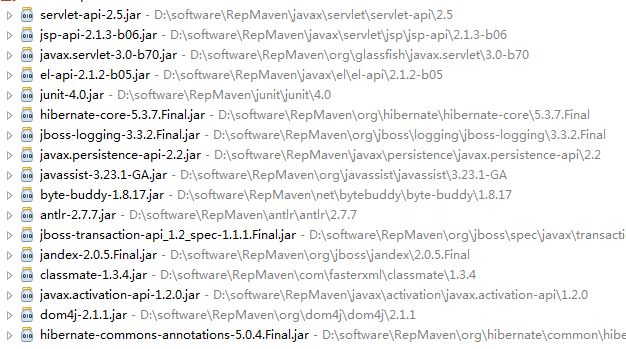 servlet-api-2.5.jar - D:\software\RepMaven\javax\servlet\servlet-api\2.5
jsp-api-2.1.3-b06.jar - D:\software\RepMaven\javax\servlet\jsp\jsp-api\2.1.3-b06
javax.servlet-3.0-b70.jar - D:\software\RepMaven\org\glassfish\javax.servlet\3.0-b70
el-api-2.1.2-b05.jar - D:\software\RepMaven\javax\el\el-api\2.1.2-b05
junit-4.0.jar - D:\software\RepMaven\junit\junit\4.0
hibernate-core-5.3.7.Final.jar - D:\software\RepMaven\org\hibernate\hibernate-core\5.3.7.Final
jboss-logging-3.3.2.Final.jar - D:\software\RepMaven\org\jboss\logging\jboss-logging\3.3.2.Final
javax.persistence-api-2.2.jar - D:\software\RepMaven\javax\persistence\javax.persistence-api\2.2
javassist-3.23.1-GA.jar - D:\software\RepMaven\org\javassist\javassist\3.23.1-GA
byte-buddy-1.8.17.jar - D:\software\RepMaven\net\bytebuddy\byte-buddy\1.8.17
antlr-2.7.7.jar - D:\software\RepMaven\antlr\antlr\2.7.7
jboss-transaction-api_1.2_spec-1.1.1.Final.jar - D:\software\RepMaven\org\jboss\spec\javax\transactio
jandex-2.0.5.Final.jar - D:\software\RepMaven\org\jboss\jandex\2.0.5.Final
classmate-1.3.4.jar - D:\software\RepMaven\com\fasterxml\classmate\1.3.4
javax.activation-api-1.2.0.jar - D:\software\RepMaven\javax\activation\javax.activation-api\1.2.0
dom4j-2.1.1.jar - D:\software\RepMaven\org\dom4j\dom4j\2.1.1
hibernate-commons-annotations-5.0.4.Final.jar - D:\software\RepMaven\org\hibernate\common\hibe